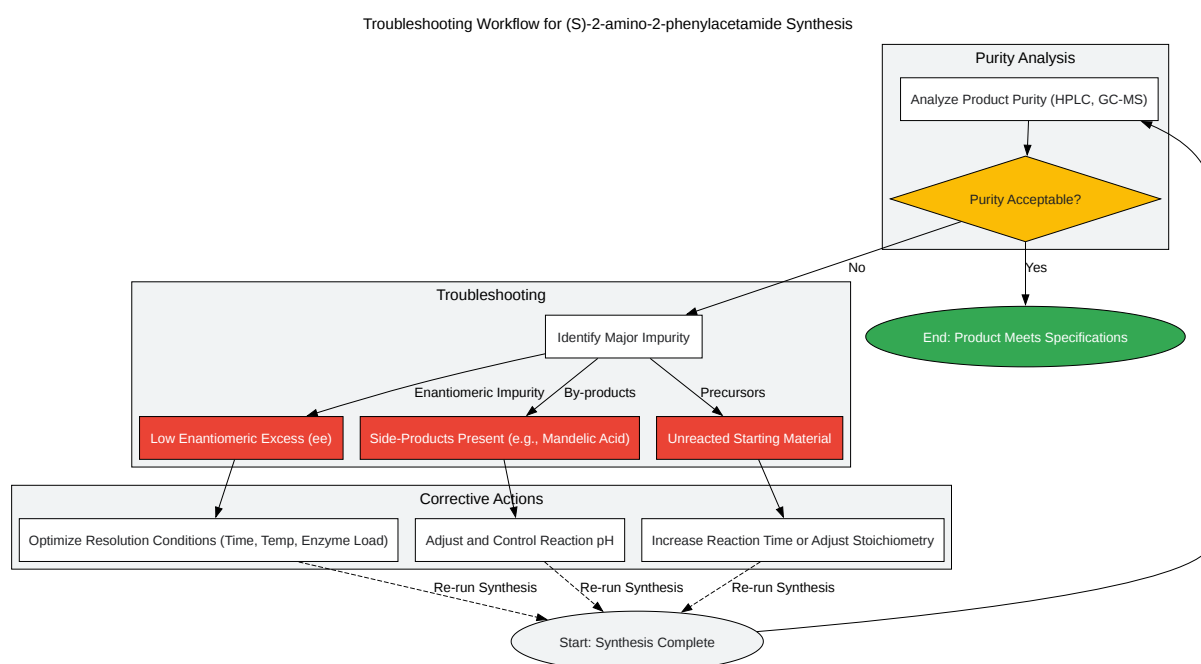 Troubleshooting Workflow for (S)-2-amino-2-phenylacetamide Synthesis
Purity Analysis
Analyze Product Purity (HPLC, GC-MS)
Purity Acceptable?
No
Yes
Troubleshooting
Identify Major Impurity
End: Product Meets Specifications
Enantiomeric Impurity
By-products
Precursors
Low Enantiomeric Excess (ee)
Side-Products Present (e.g., Mandelic Acid)
Unreacted Starting Material
Corrective Actions
Optimize Resolution Conditions (Time, Temp, Enzyme Load)
Adjust and Control Reaction pH
Increase Reaction Time or Adjust Stoichiometry
Re-run Synthesis
Re-run Synthesis
Re-run Synthesis
Start: Synthesis Complete